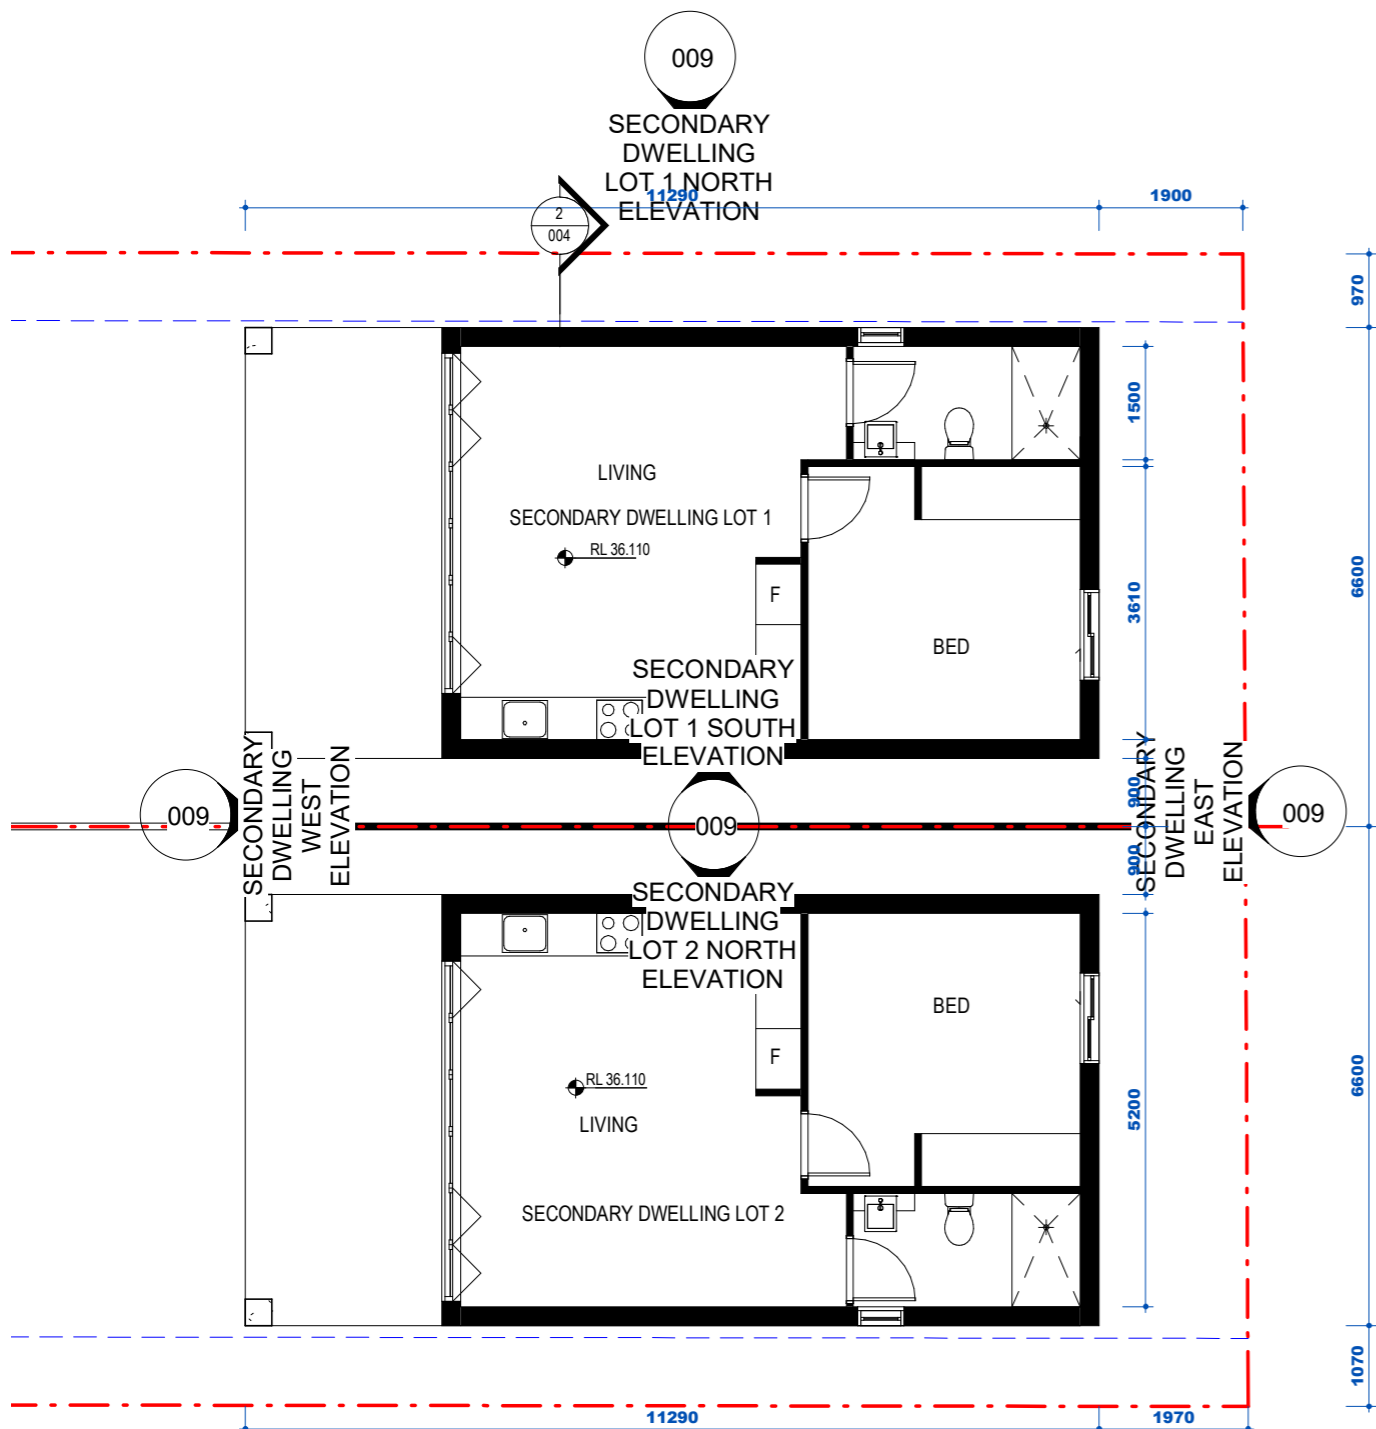 009
SECONDARY
DWELLING
LOT 1 NORTH
ELEVATION
11290
1900
2
004
970
1500
LIVING
SECONDARY DWELLING LOT 1
RL 36.110
F
3610
6600
BED
SECONDARY
DWELLING
LOT 1 SOUTH
ELEVATION
009
SECONDARY
DWELLING
WEST
ELEVATION
009
900
900
SECONDARY
DWELLING
EAST
ELEVATION
009
SECONDARY
DWELLING
LOT 2 NORTH
ELEVATION
BED
F
RL 36.110
LIVING
5200
6600
SECONDARY DWELLING LOT 2
1070
11290
1970